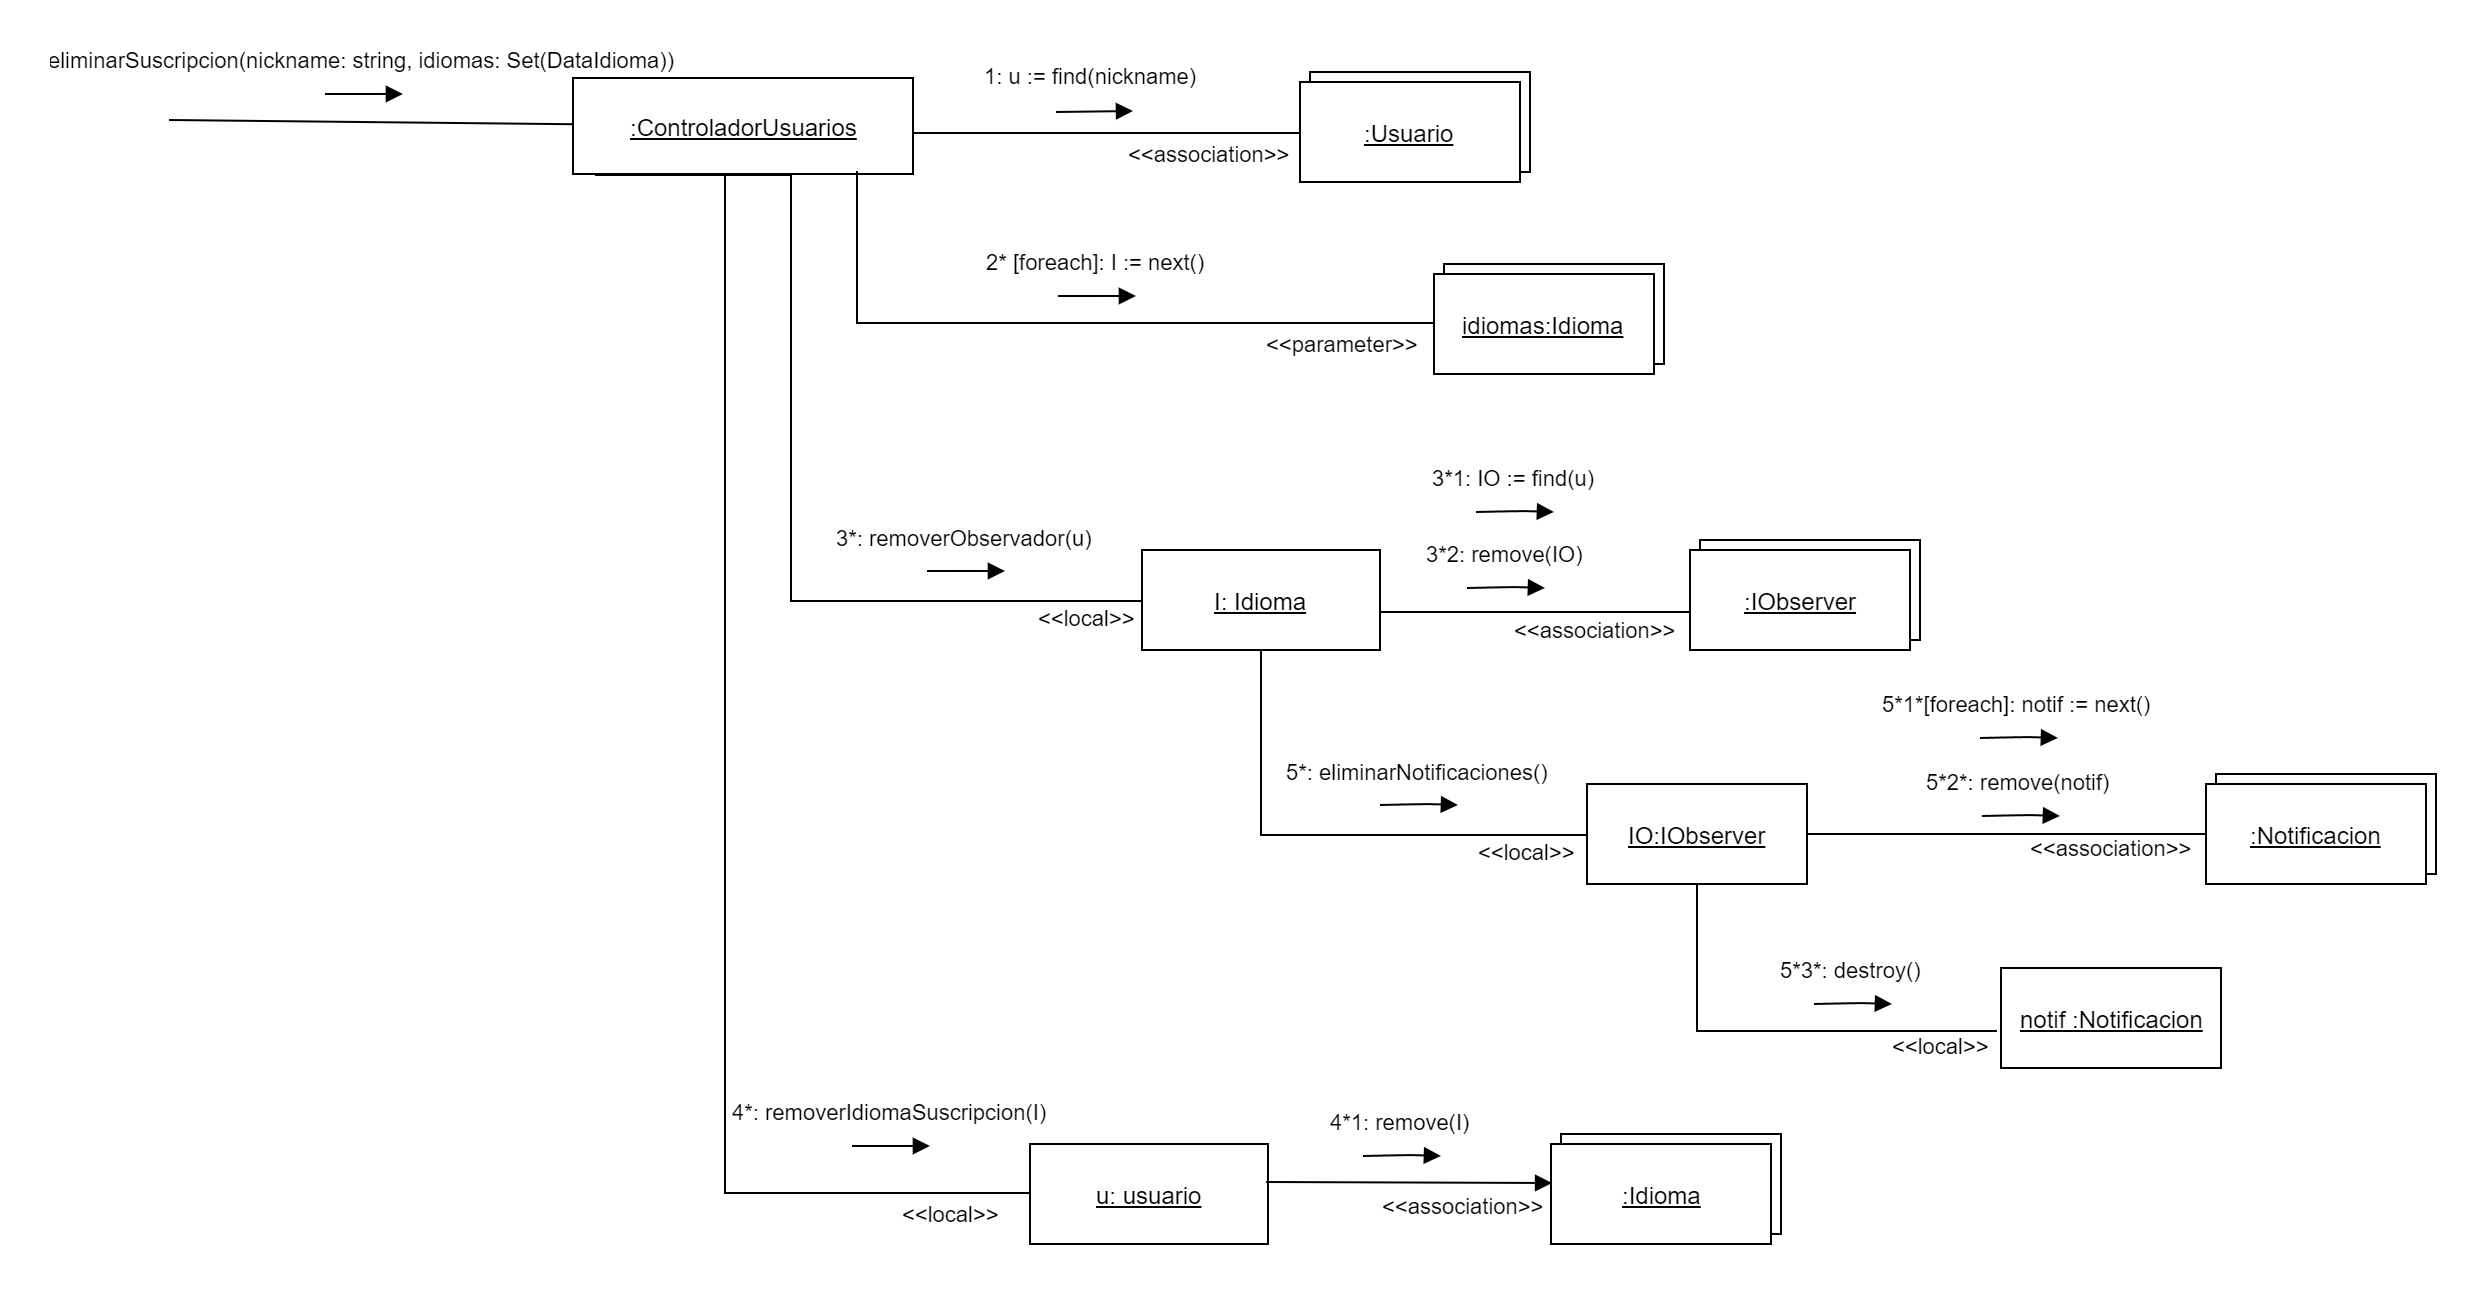 eliminarSuscripcion(nickname: string, idiomas: Set(DataIdioma))
:ControladorUsuarios
1: u := find(nickname)
<<association>>
:Usuario
2* [foreach]: I := next()
<<parameter>>
idiomas:Idioma
3*: removerObservador(u)
<<local>>
I: Idioma
3*1: IO := find(u)
3*2: remove(IO)
<<association>>
:IObserver
5*: eliminarNotificaciones()
<<local>>
IO:IObserver
5*1*[foreach]: notif := next()
5*2*: remove(notif)
<<association>>
:Notificacion
5*3*: destroy()
<<local>>
notif :Notificacion
4*: removerIdiomaSuscripcion(I)
<<local>>
u: usuario
4*1: remove(I)
<<association>>
:Idioma